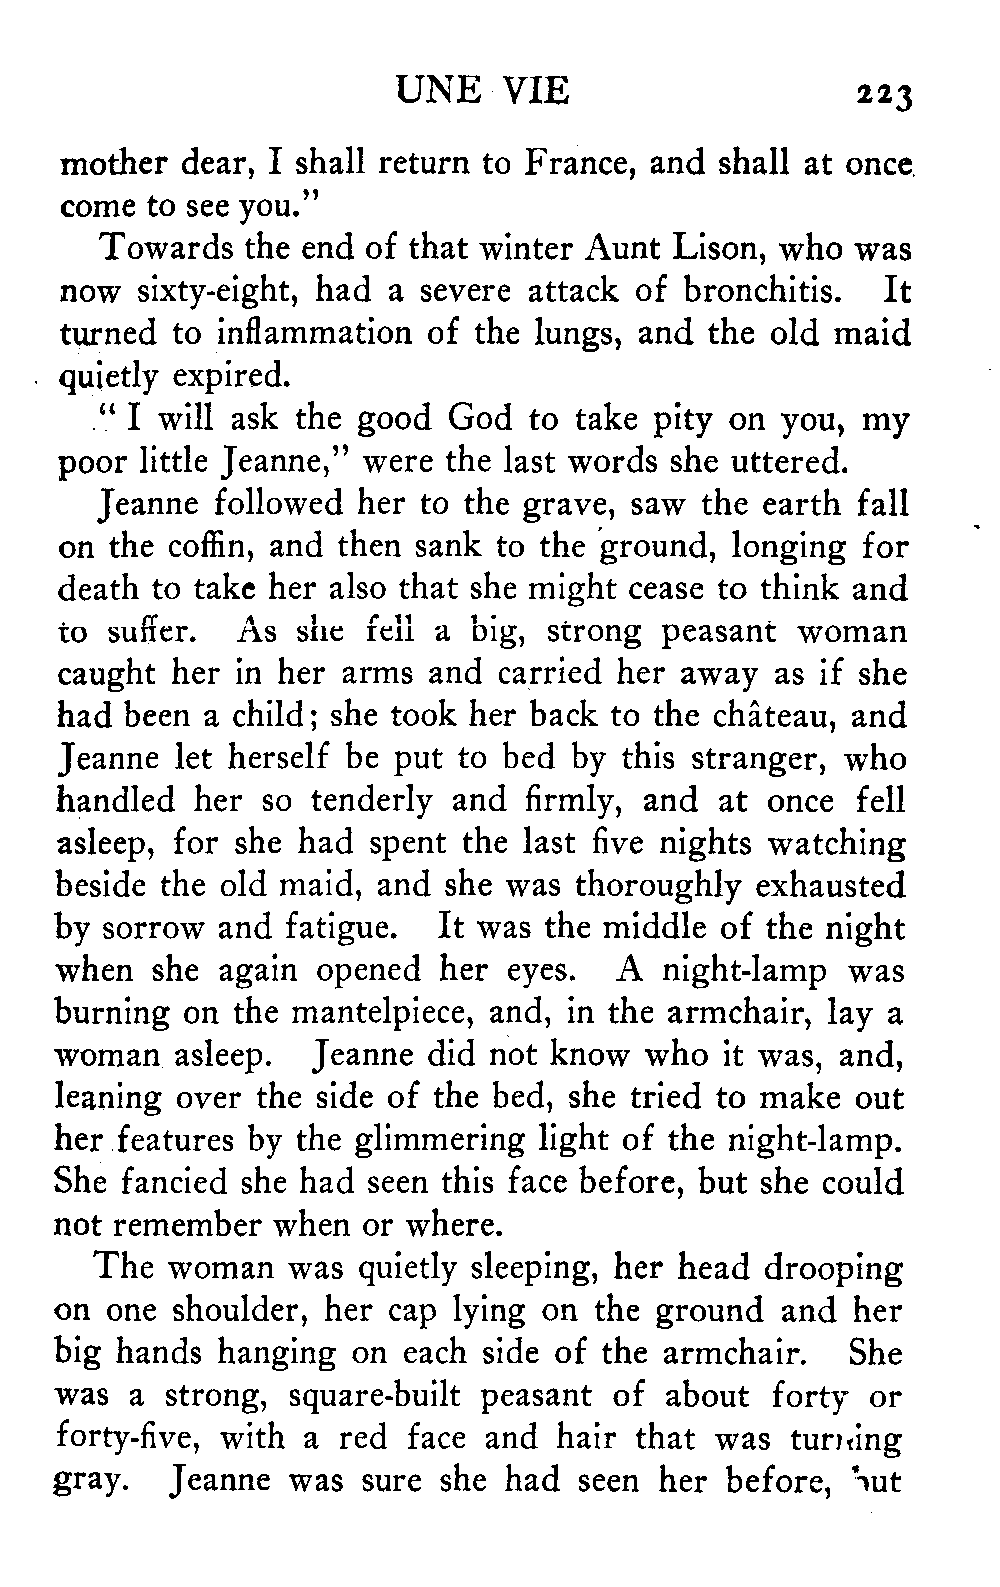 UNE VIE 223
mother dear, I shall return to France, and shall at once
come to see you."
Towards the end of that winter Aunt Lison, who was
now sixty-eight, had a severe attack of bronchitis. It
turned to inflammation of the lungs, and the old maid
quietly expired.
"I will ask the good God to take pity on you, my
poor little Jeanne," were the last words she uttered.
Jeanne followed her to the grave, saw the earth fall
on the coffin, and then sank to the ground, longing for
death to take her also that she might cease to think and
to suffer. As she fell a big, strong peasant woman
caught her in her arms and carried her away as if she
had been a child; she took her back to the château, and
Jeanne let herself be put to bed by this stranger, who
handled her so tenderly and firmly, and at once fell
asleep, for she had spent the last five nights watching
beside the old maid, and she was thoroughly exhausted
by sorrow and fatigue. It was the middle of the night
when she again opened her eyes. A night-lamp was
burning on the mantelpiece, and, in the armchair, lay a
woman asleep. Jeanne did not know who it was, and,
leaning over the side of the bed, she tried to make out
her features by the glimmering light of the night-lamp.
She fancied she had seen this face before, but she could
not remember when or where.
The woman was quietly sleeping, her head drooping
on one shoulder, her cap lying on the ground and her
big hands hanging on each side of the armchair. She
was a strong, square-built peasant of about forty or
forty-five, with a red face and hair that was turning
gray. Jeanne was sure she had seen her before, but